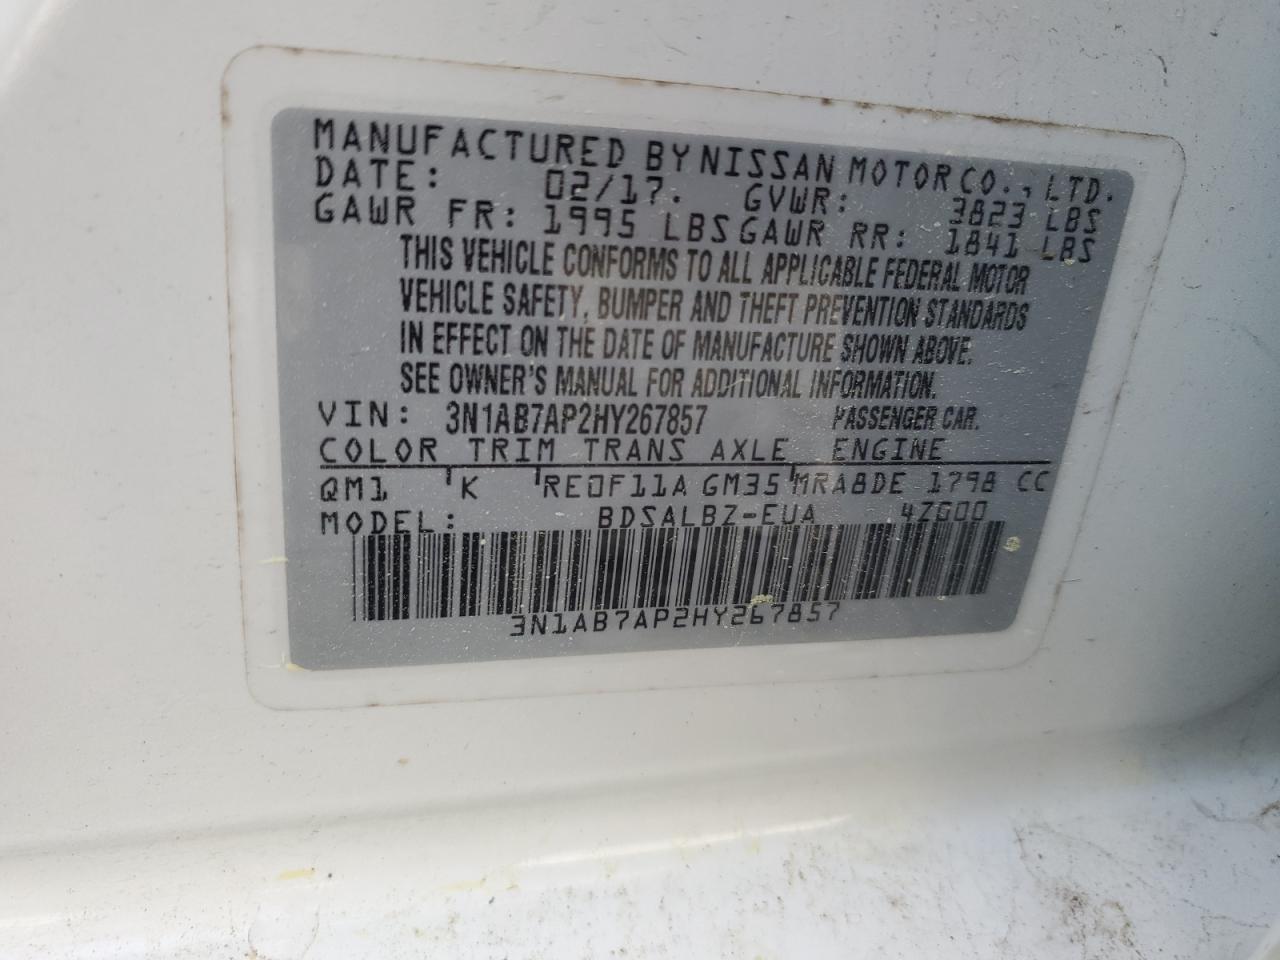 MANUFACTURED BY NISSAN MOTOR CO., LTD.
DATE: 02/17. GVWR: 3823 LBS
GAWR FR: 1995 LBS GAWR RR: 1841 LBS
THIS VEHICLE CONFORMS TO ALL APPLICABLE FEDERAL MOTOR
VEHICLE SAFETY, BUMPER AND THEFT PREVENTION STANDARDS
IN EFFECT ON THE DATE OF MANUFACTURE SHOWN ABOVE.
SEE OWNER'S MANUAL FOR ADDITIONAL INFORMATION.
VIN: 3N1AB7AP2HY267857 PASSENGER CAR.
COLOR TRIM TRANS AXLE ENGINE
QM1 K RE0F11A GM35 MRA8DE 1798 CC
MODEL: BDSALBZ-EUA 4ZG00
3N1AB7AP2HY267857